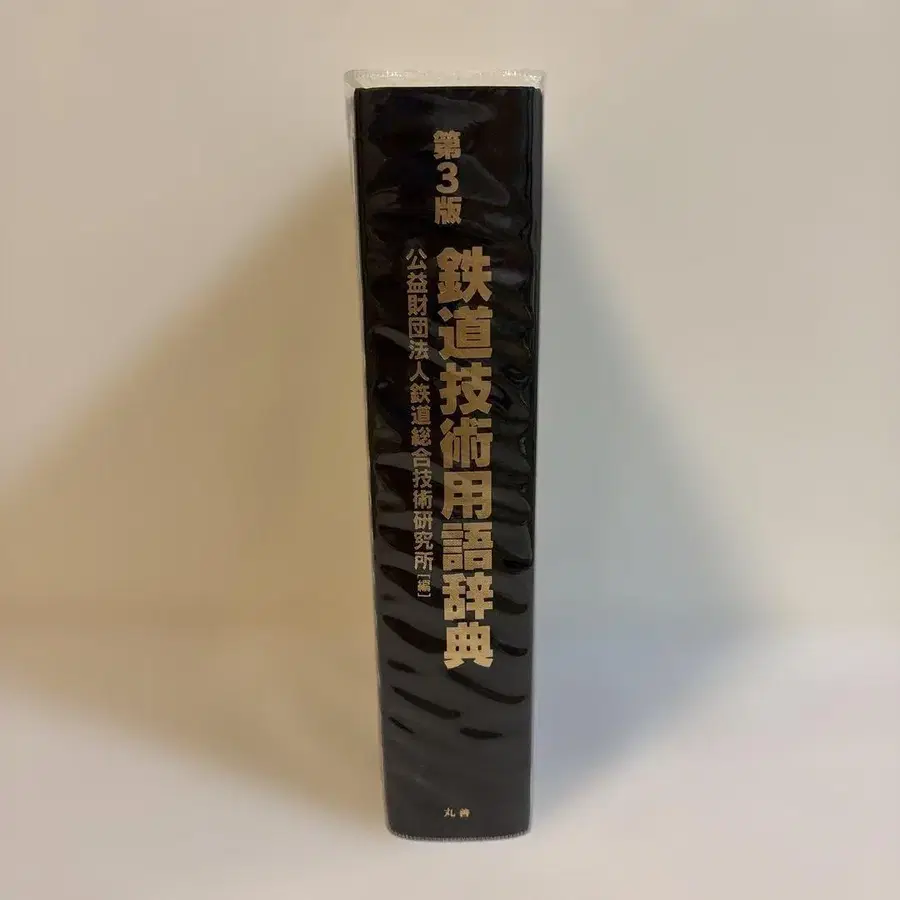 第3版
鉄道技術用語辞典
公益財団法人鉄道総合技術研究所[編]
丸善